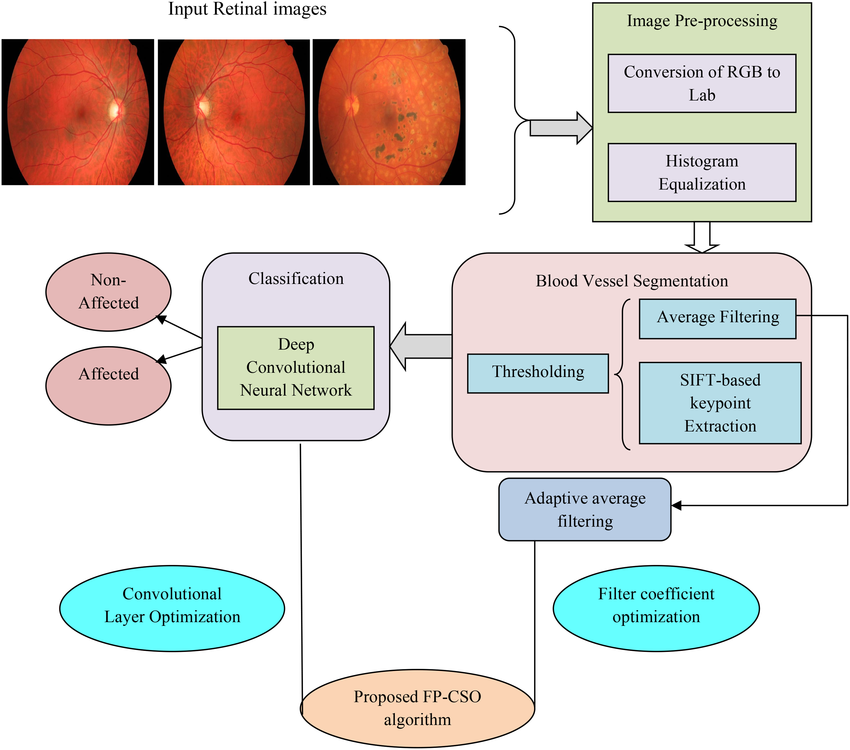 Input Retinal images
Image Pre-processing
Conversion of RGB to
Lab
Histogram
Equalization
Blood Vessel Segmentation
Average Filtering
Thresholding
SIFT-based
keypoint
Extraction
Classification
Deep
Convolutional
Neural Network
Non-
Affected
Affected
Adaptive average
filtering
Convolutional
Layer Optimization
Filter coefficient
optimization
Proposed FP-CSO
algorithm